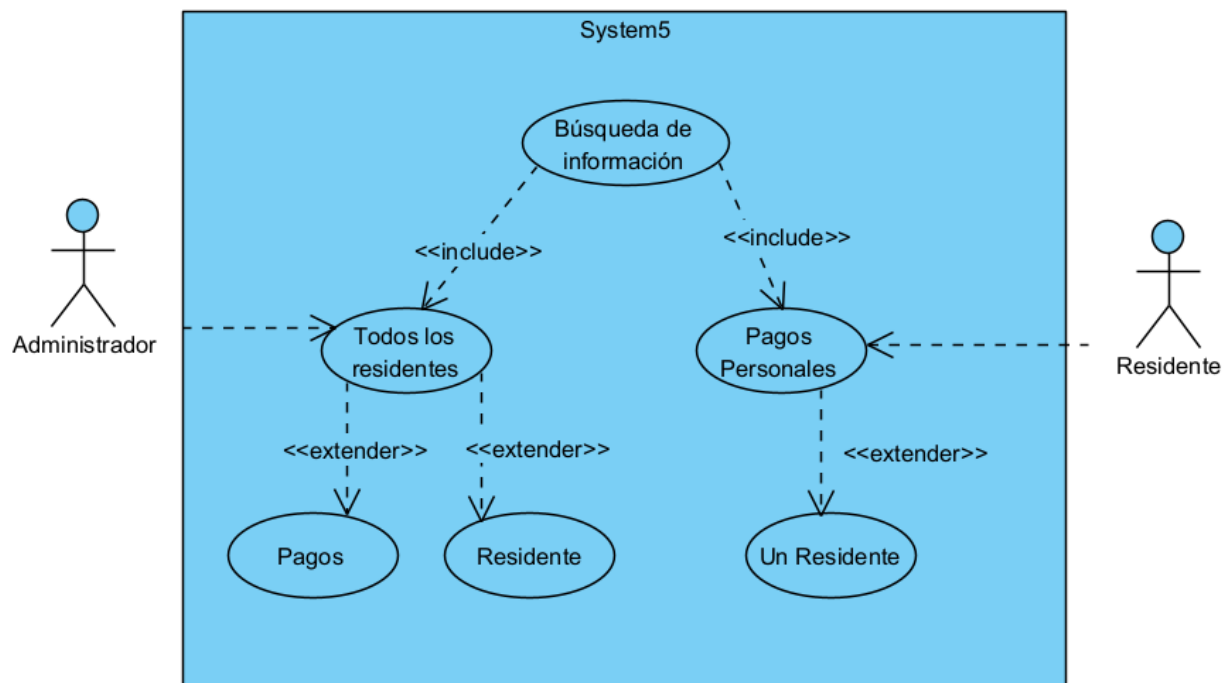 System5
Búsqueda de
información
<<include>>
<<include>>
Administrador
Todos los
residentes
Pagos
Personales
Residente
<<extender>>
<<extender>>
<<extender>>
Pagos
Residente
Un Residente